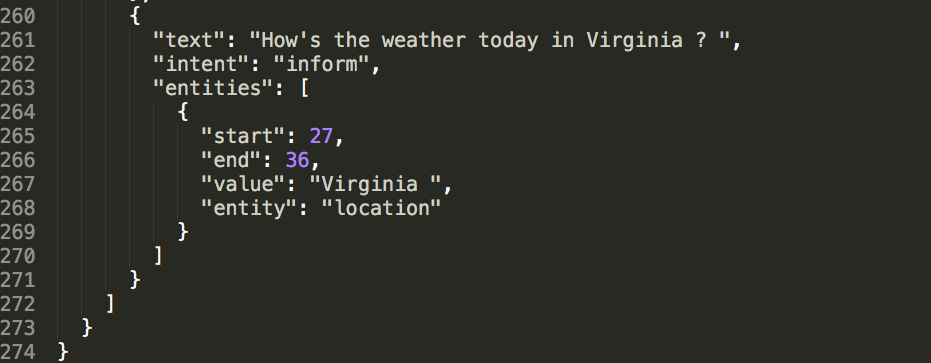 260 {
261 "text": "How's the weather today in Virginia ? ",
262 "intent": "inform",
263 "entities": [
264 {
265 "start": 27,
266 "end": 36,
267 "value": "Virginia ",
268 "entity": "location"
269 }
270 ]
271 }
272 ]
273 }
274 }